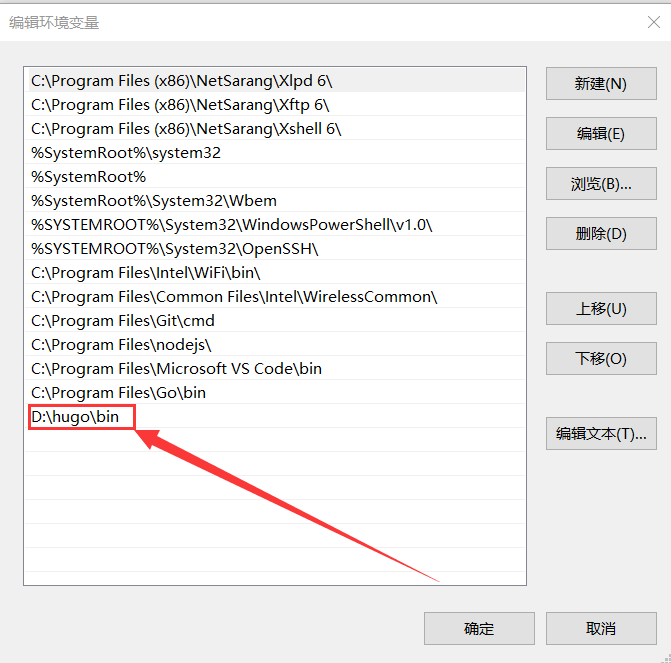 编辑环境变量
C:\Program Files (x86)\NetSarang\Xlpd 6\
C:\Program Files (x86)\NetSarang\Xftp 6\
C:\Program Files (x86)\NetSarang\Xshell 6\
%SystemRoot%\system32
%SystemRoot%
%SystemRoot%\System32\Wbem
%SYSTEMROOT%\System32\WindowsPowerShell\v1.0\
%SYSTEMROOT%\System32\OpenSSH\
C:\Program Files\Intel\WiFi\bin\
C:\Program Files\Common Files\Intel\WirelessCommon\
C:\Program Files\Git\cmd
C:\Program Files\nodejs\
C:\Program Files\Microsoft VS Code\bin
C:\Program Files\Go\bin
D:\hugo\bin
新建(N)
编辑(E)
浏览(B)...
删除(D)
上移(U)
下移(O)
编辑文本(T)...
确定
取消